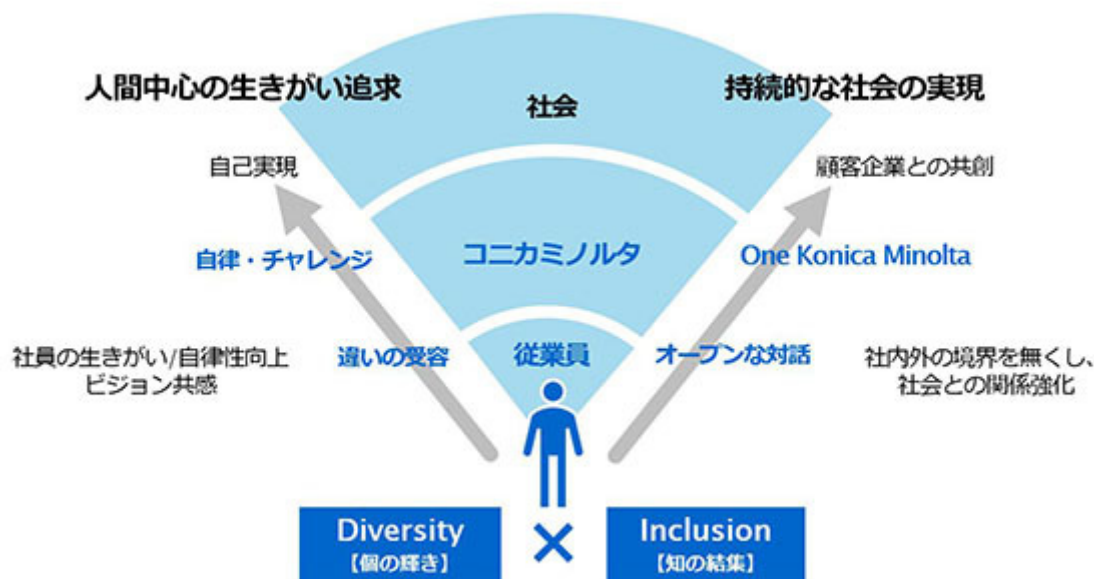 人間中心の生きがい追求
社会
持続的な社会の実現
自己実現
顧客企業との共創
自律・チャレンジ
コニカミノルタ
One Konica Minolta
社員の生きがい/自律性向上
ビジョン共感
違いの受容
従業員
オープンな対話
社内外の境界を無くし、
社会との関係強化
Diversity
【個の輝き】
×
Inclusion
【知の結集】